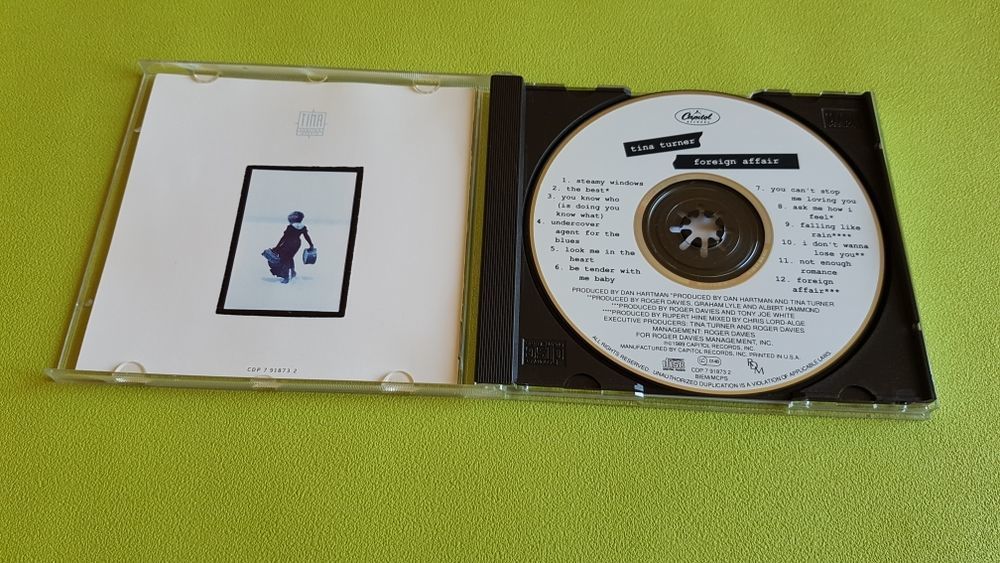 TINA
CDP 7 91873 2
Capitol
RECORDS
tina turner
foreign affair
1. steamy windows
2. the best*
3. you know who
(is doing you
know what)
4. undercover
agent for the
blues
5. look me in the
heart
6. be tender with
me baby
7. you can't stop
me loving you
8. ask me how i
feel*
9. falling like
rain****
10. i don't wanna
lose you**
11. not enough
romance
12. foreign
affair***
PRODUCED BY DAN HARTMAN *PRODUCED BY DAN HARTMAN AND TINA TURNER
**PRODUCED BY ROGER DAVIES, GRAHAM LYLE AND ALBERT HAMMOND
***PRODUCED BY ROGER DAVIES AND TONY JOE WHITE
****PRODUCED BY RUPERT HINE MIXED BY CHRIS LORD-ALGE
EXECUTIVE PRODUCERS: TINA TURNER AND ROGER DAVIES
MANAGEMENT: ROGER DAVIES
FOR ROGER DAVIES MANAGEMENT, INC.
℗©1989 CAPITOL RECORDS, INC.
MANUFACTURED BY CAPITOL RECORDS, INC. PRINTED IN U.S.A.
CDP 7 91873 2
BIEM/MCPS
RDM
ALL RIGHTS RESERVED. UNAUTHORIZED DUPLICATION IS A VIOLATION OF APPLICABLE LAWS